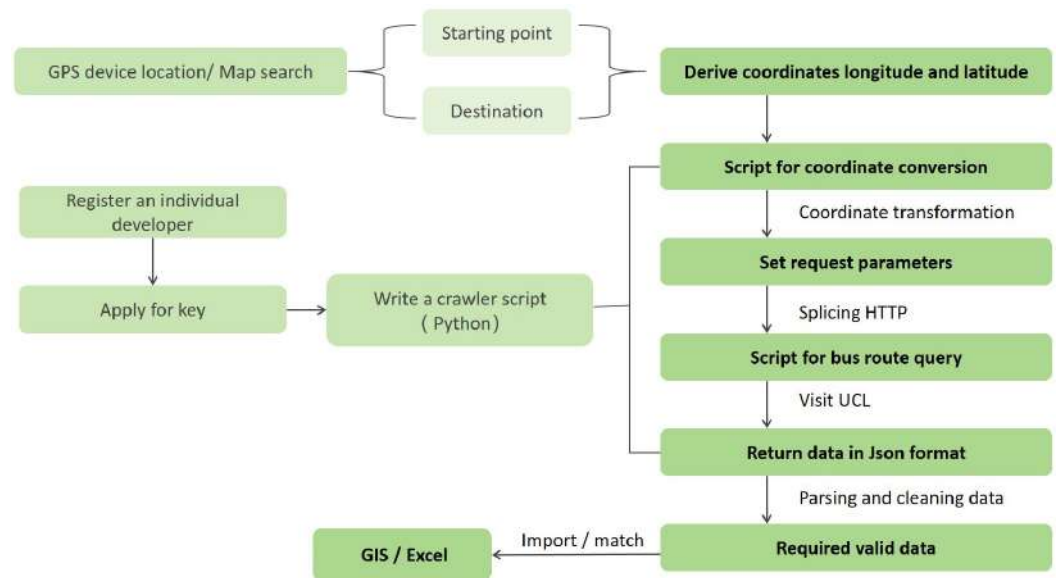 Starting point
GPS device location/ Map search
Derive coordinates longitude and latitude
Destination
Script for coordinate conversion
Register an individual
developer
Coordinate transformation
Set request parameters
Apply for key
Write a crawler script
( Python)
Splicing HTTP
Script for bus route query
Visit UCL
Return data in Json format
Parsing and cleaning data
GIS / Excel
Import / match
Required valid data